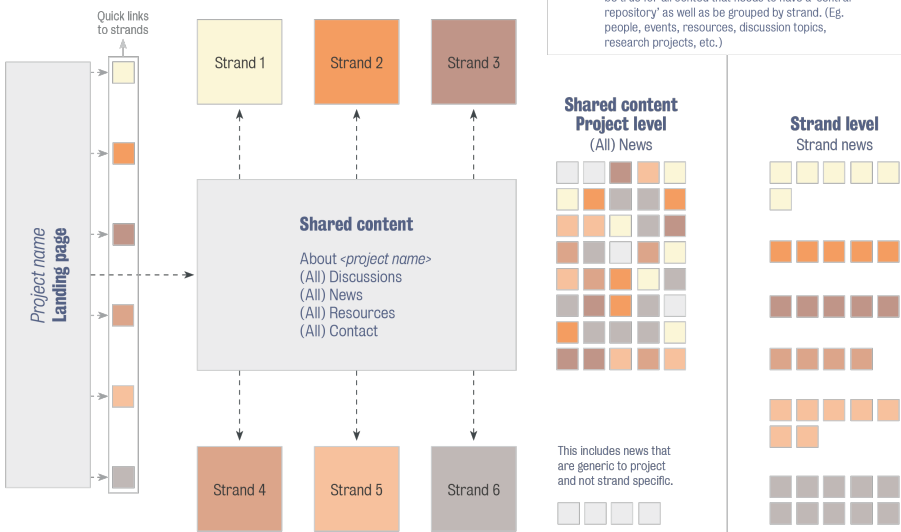 Quick links
to strands
Project name
Landing page
Strand 1
Strand 2
Strand 3
Shared content
About <project name>
(All) Discussions
(All) News
(All) Resources
(All) Contact
Strand 4
Strand 5
Strand 6
repository’ as well as be grouped by strand. (Eg.
people, events, resources, discussion topics,
research projects, etc.)
Shared content
Project level
(All) News
This includes news that
are generic to project
and not strand specific.
Strand level
Strand news